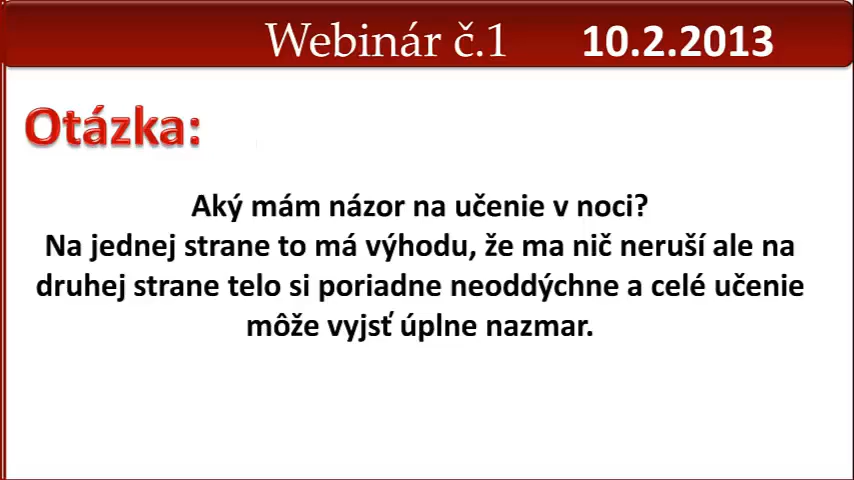 Webinár č.1 10.2.2013
Otázka:
Aký mám názor na učenie v noci?
Na jednej strane to má výhodu, že ma nič neruší ale na
druhej strane telo si poriadne neoddýchne a celé učenie
môže vyjsť úplne nazmar.